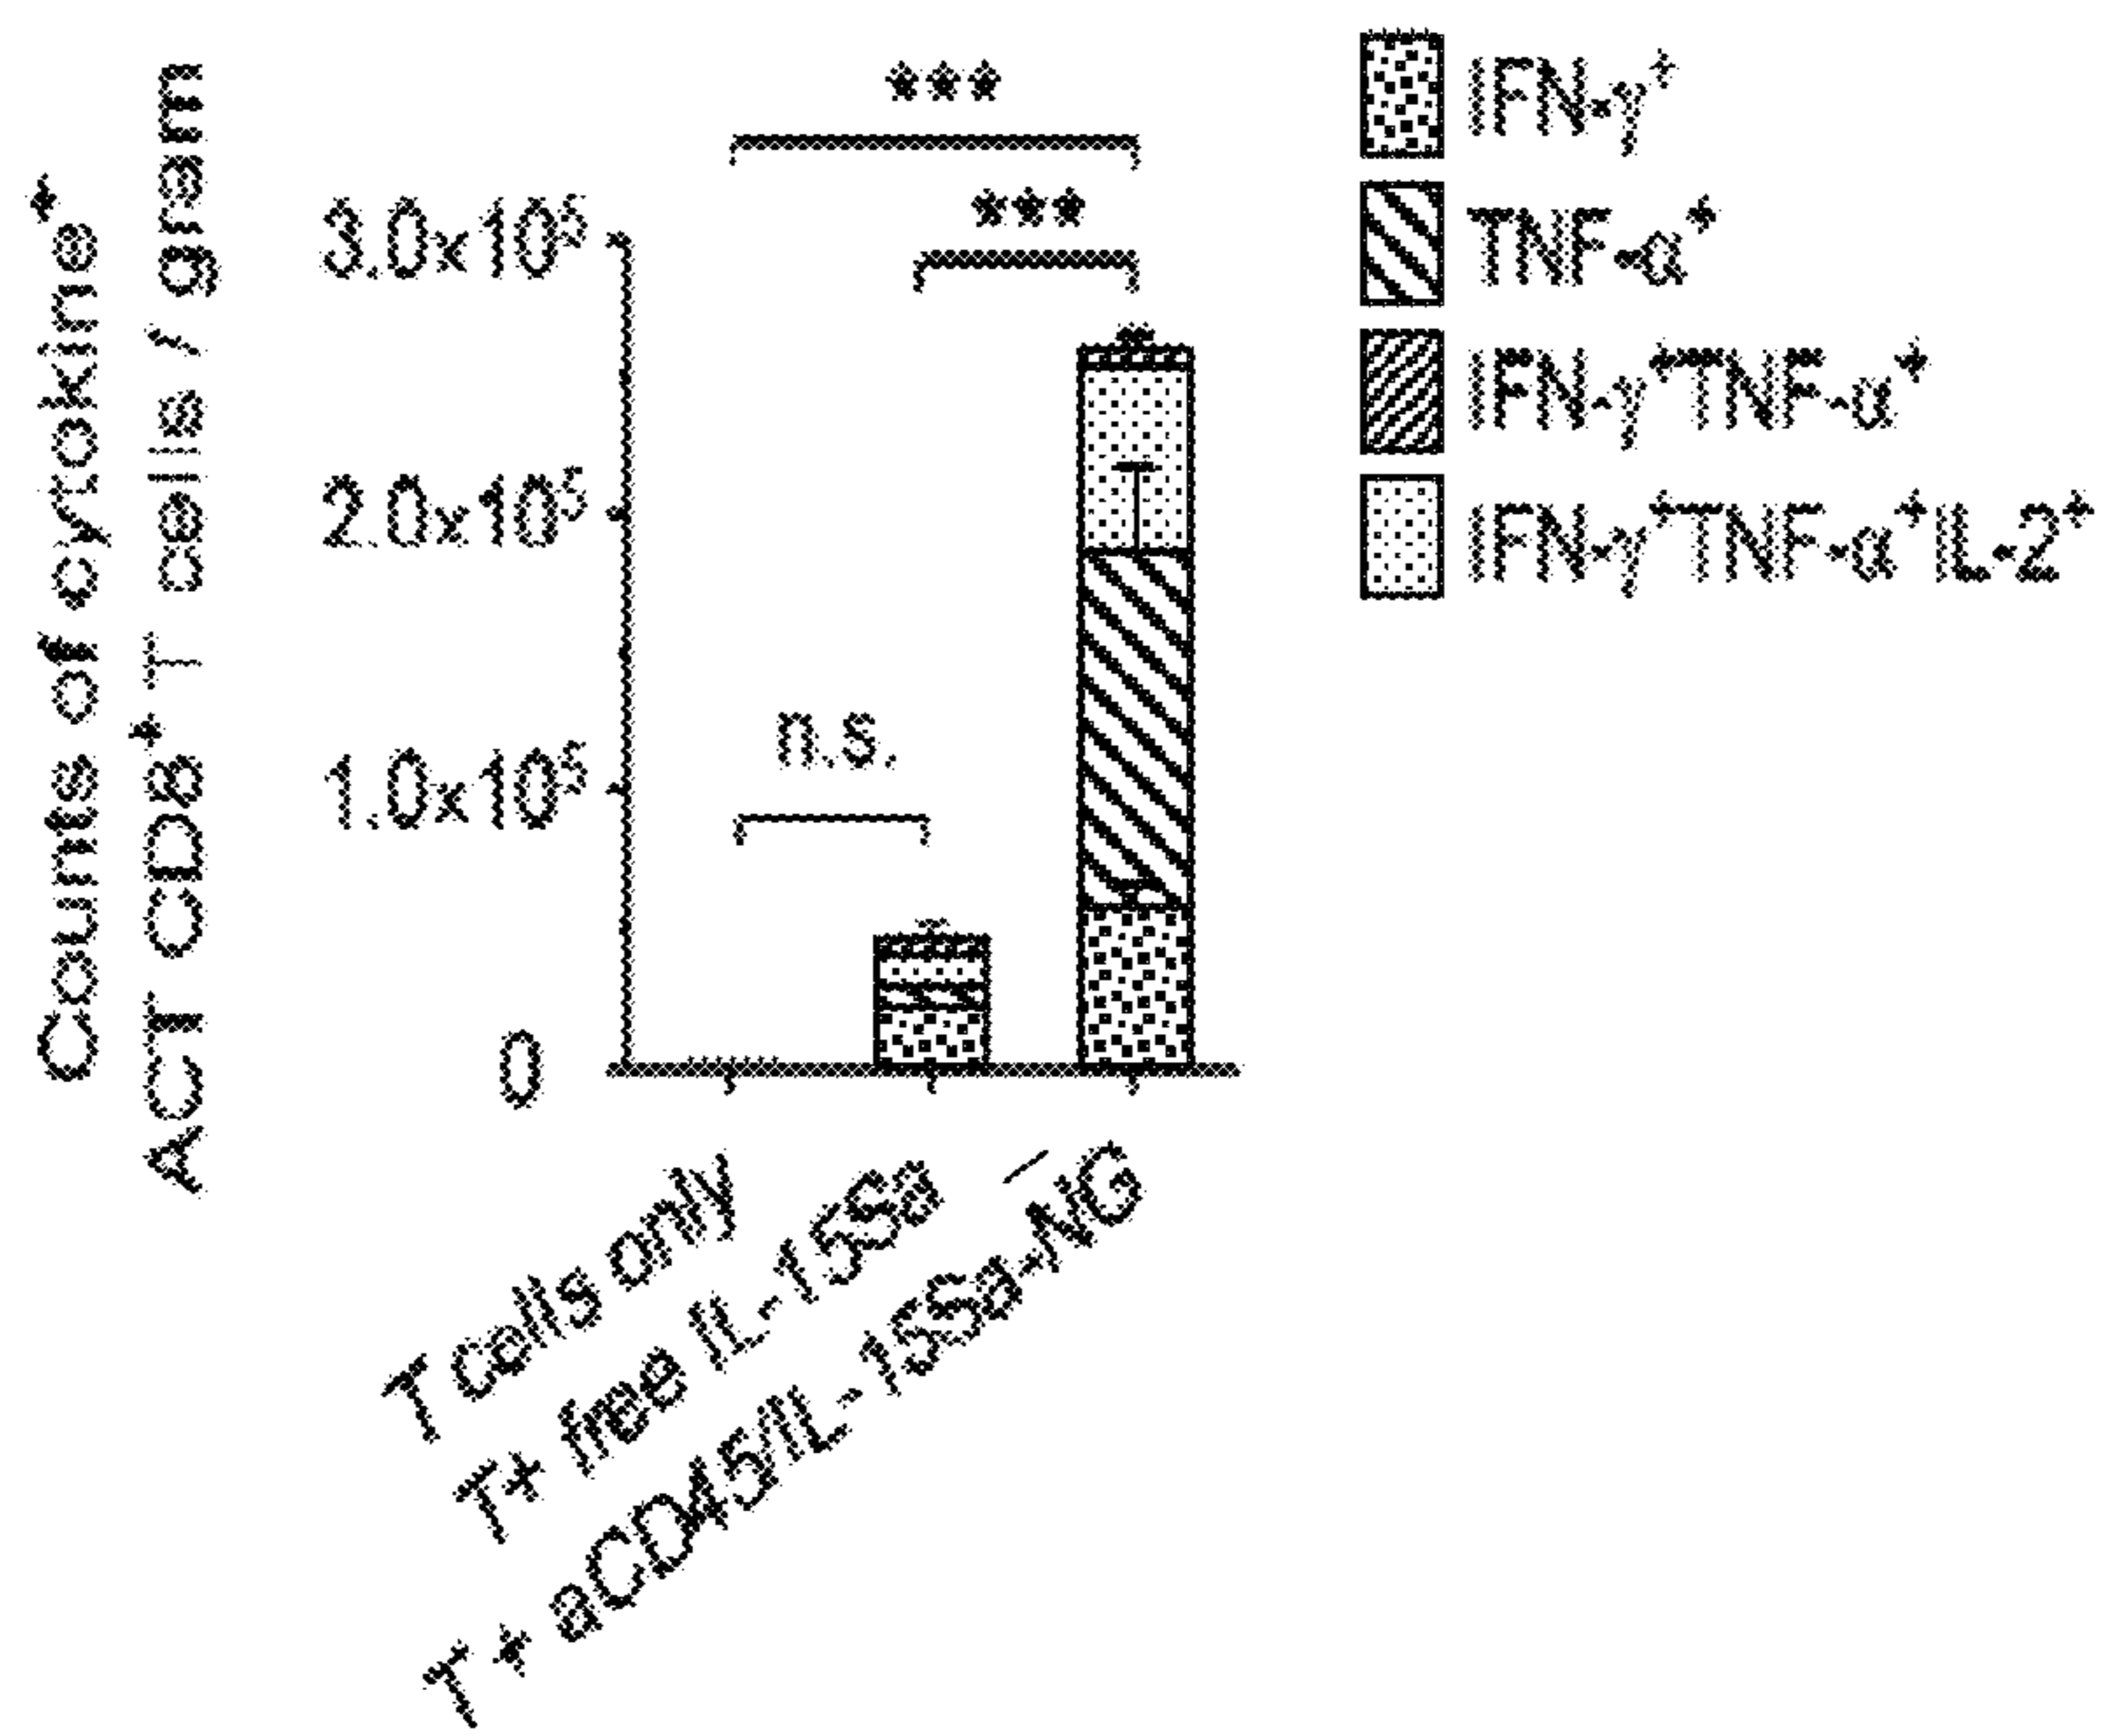 Counts of cytokine⁺
ACT CD8⁺ T cells / gram
3.0x10⁵
2.0x10⁵
1.0x10⁵
0
***
***
n.s.
IFN-γ⁺
TNF-α⁺
IFN-γ⁺TNF-α⁺
IFN-γ⁺TNF-α⁺IL-2⁺
T cells only
T+ free IL-15Sa
T+ aCD45/IL-15Sa-NG